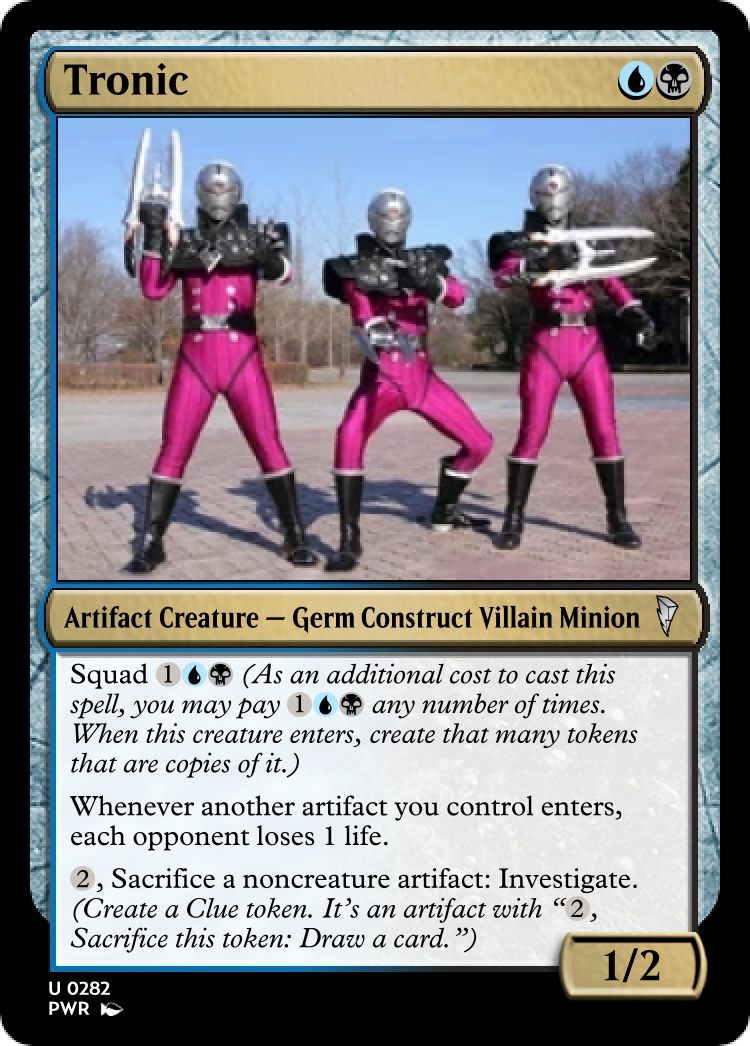 Tronic
Artifact Creature — Germ Construct Villain Minion
Squad 1 (As an additional cost to cast this
spell, you may pay 1 any number of times.
When this creature enters, create that many tokens
that are copies of it.)
Whenever another artifact you control enters,
each opponent loses 1 life.
2, Sacrifice a noncreature artifact: Investigate.
(Create a Clue token. It's an artifact with “2,
Sacrifice this token: Draw a card.”)
1/2
U 0282
PWR